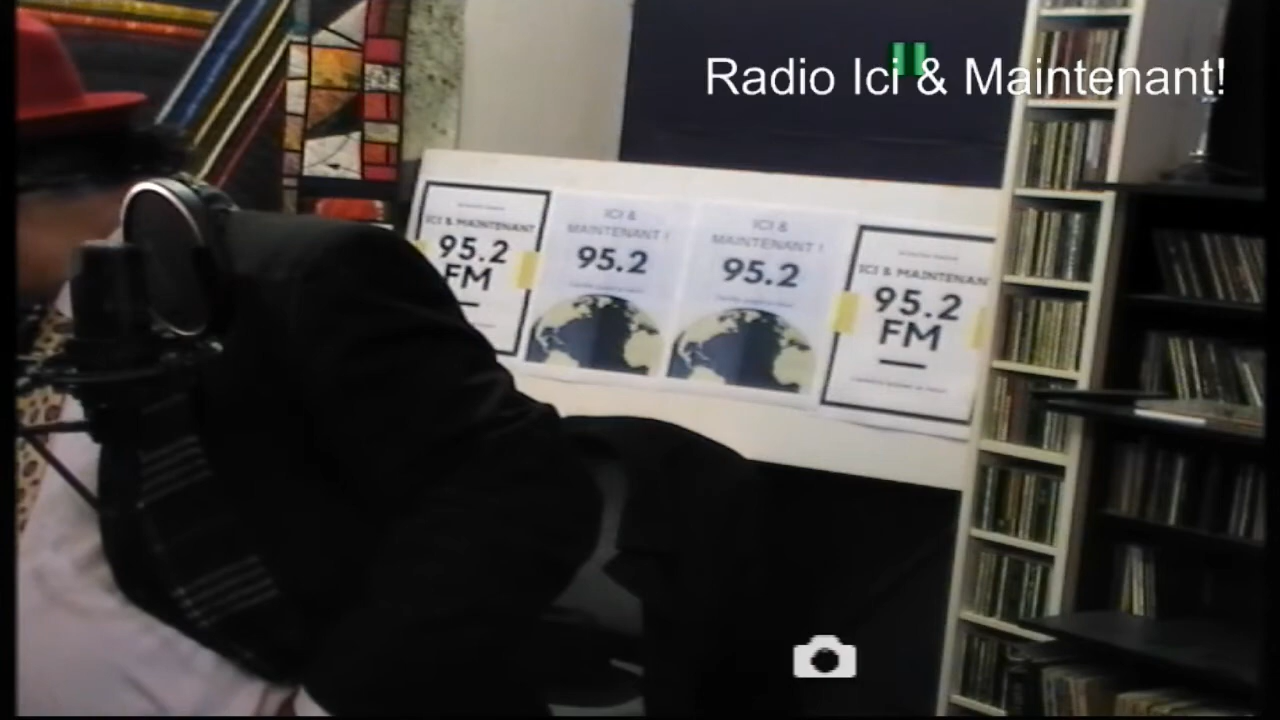 Radio Ici & Maintenant!
ICI & MAINTENANT
95.2
FM
ICI &
MAINTENANT !
95.2
ICI &
MAINTENANT !
95.2
ICI & MAINTENAN
95.2
FM